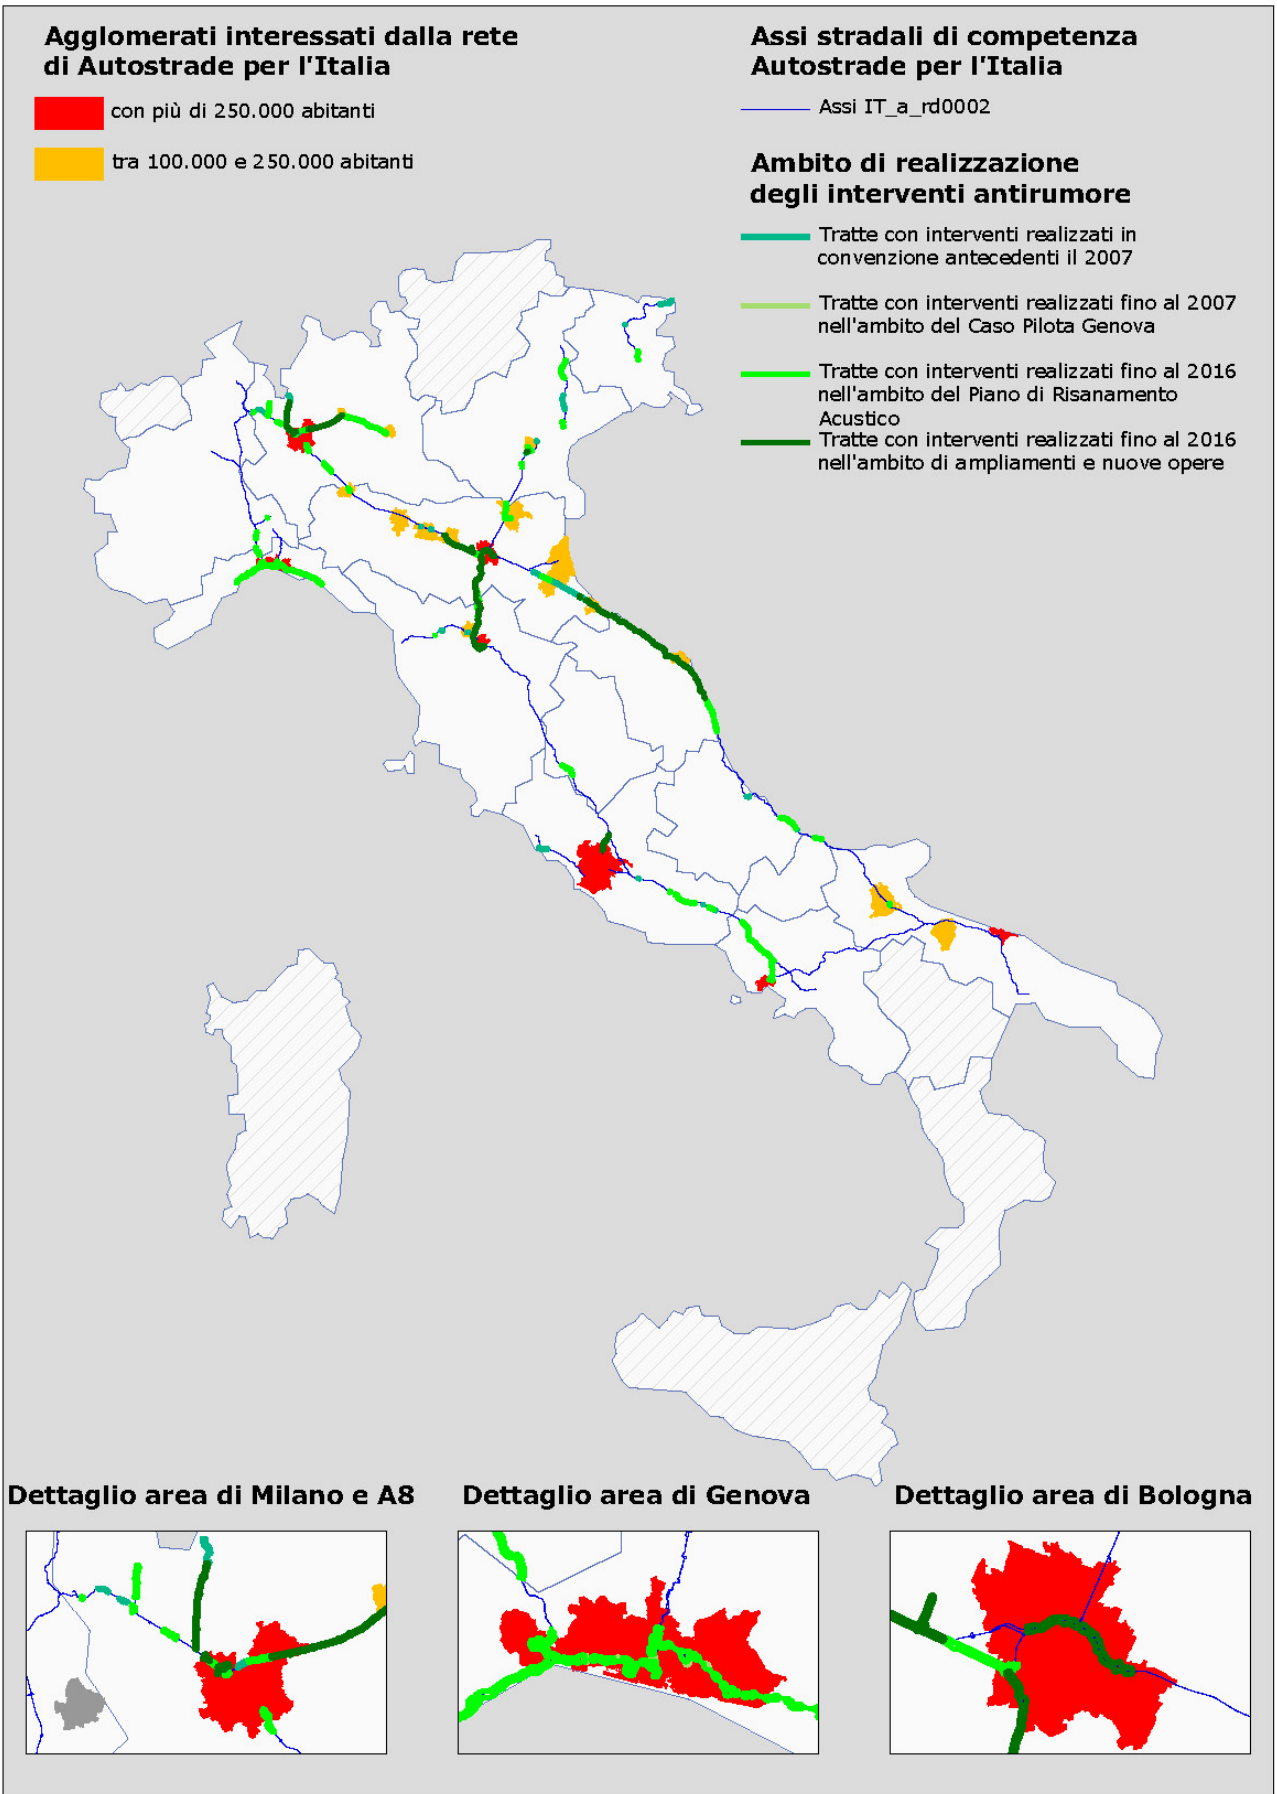 Agglomerati interessati dalla rete
di Autostrade per l'Italia
con più di 250.000 abitanti
tra 100.000 e 250.000 abitanti
Assi stradali di competenza
Autostrade per l'Italia
Assi IT_a_rd0002
Ambito di realizzazione
degli interventi antirumore
Tratte con interventi realizzati in
convenzione antecedenti il 2007
Tratte con interventi realizzati fino al 2007
nell'ambito del Caso Pilota Genova
Tratte con interventi realizzati fino al 2016
nell'ambito del Piano di Risanamento
Acustico
Tratte con interventi realizzati fino al 2016
nell'ambito di ampliamenti e nuove opere
Dettaglio area di Milano e A8
Dettaglio area di Genova
Dettaglio area di Bologna